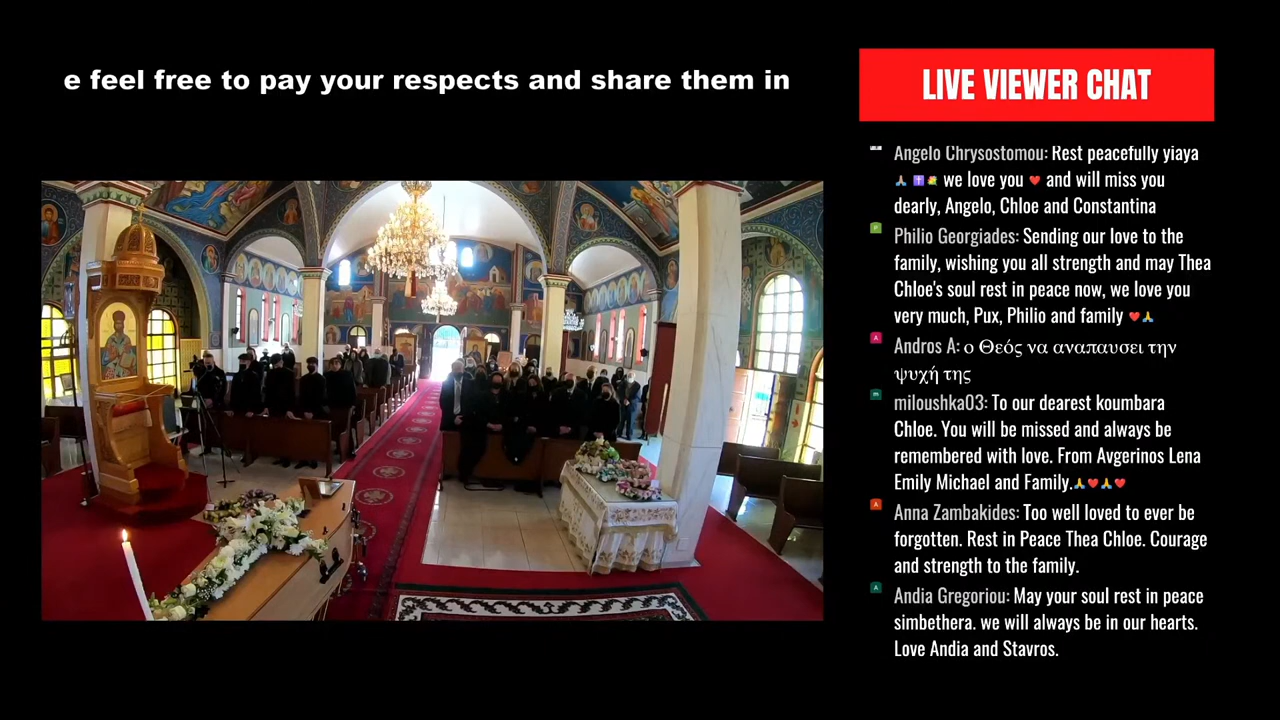 e feel free to pay your respects and share them in
LIVE VIEWER CHAT
Angelo Chrysostomou: Rest peacefully yiaya
🙏🏼 ✝️💐 we love you ❤️ and will miss you
dearly, Angelo, Chloe and Constantina
Philio Georgiades: Sending our love to the
family, wishing you all strength and may Thea
Chloe's soul rest in peace now, we love you
very much, Pux, Philio and family ❤️🙏
Andros A: ο Θεός να αναπαυσει την
ψυχή της
miloushka03: To our dearest koumbara
Chloe. You will be missed and always be
remembered with love. From Avgerinos Lena
Emily Michael and Family.🙏❤️🙏❤️
Anna Zambakides: Too well loved to ever be
forgotten. Rest in Peace Thea Chloe. Courage
and strength to the family.
Andia Gregoriou: May your soul rest in peace
simbethera. we will always be in our hearts.
Love Andia and Stavros.